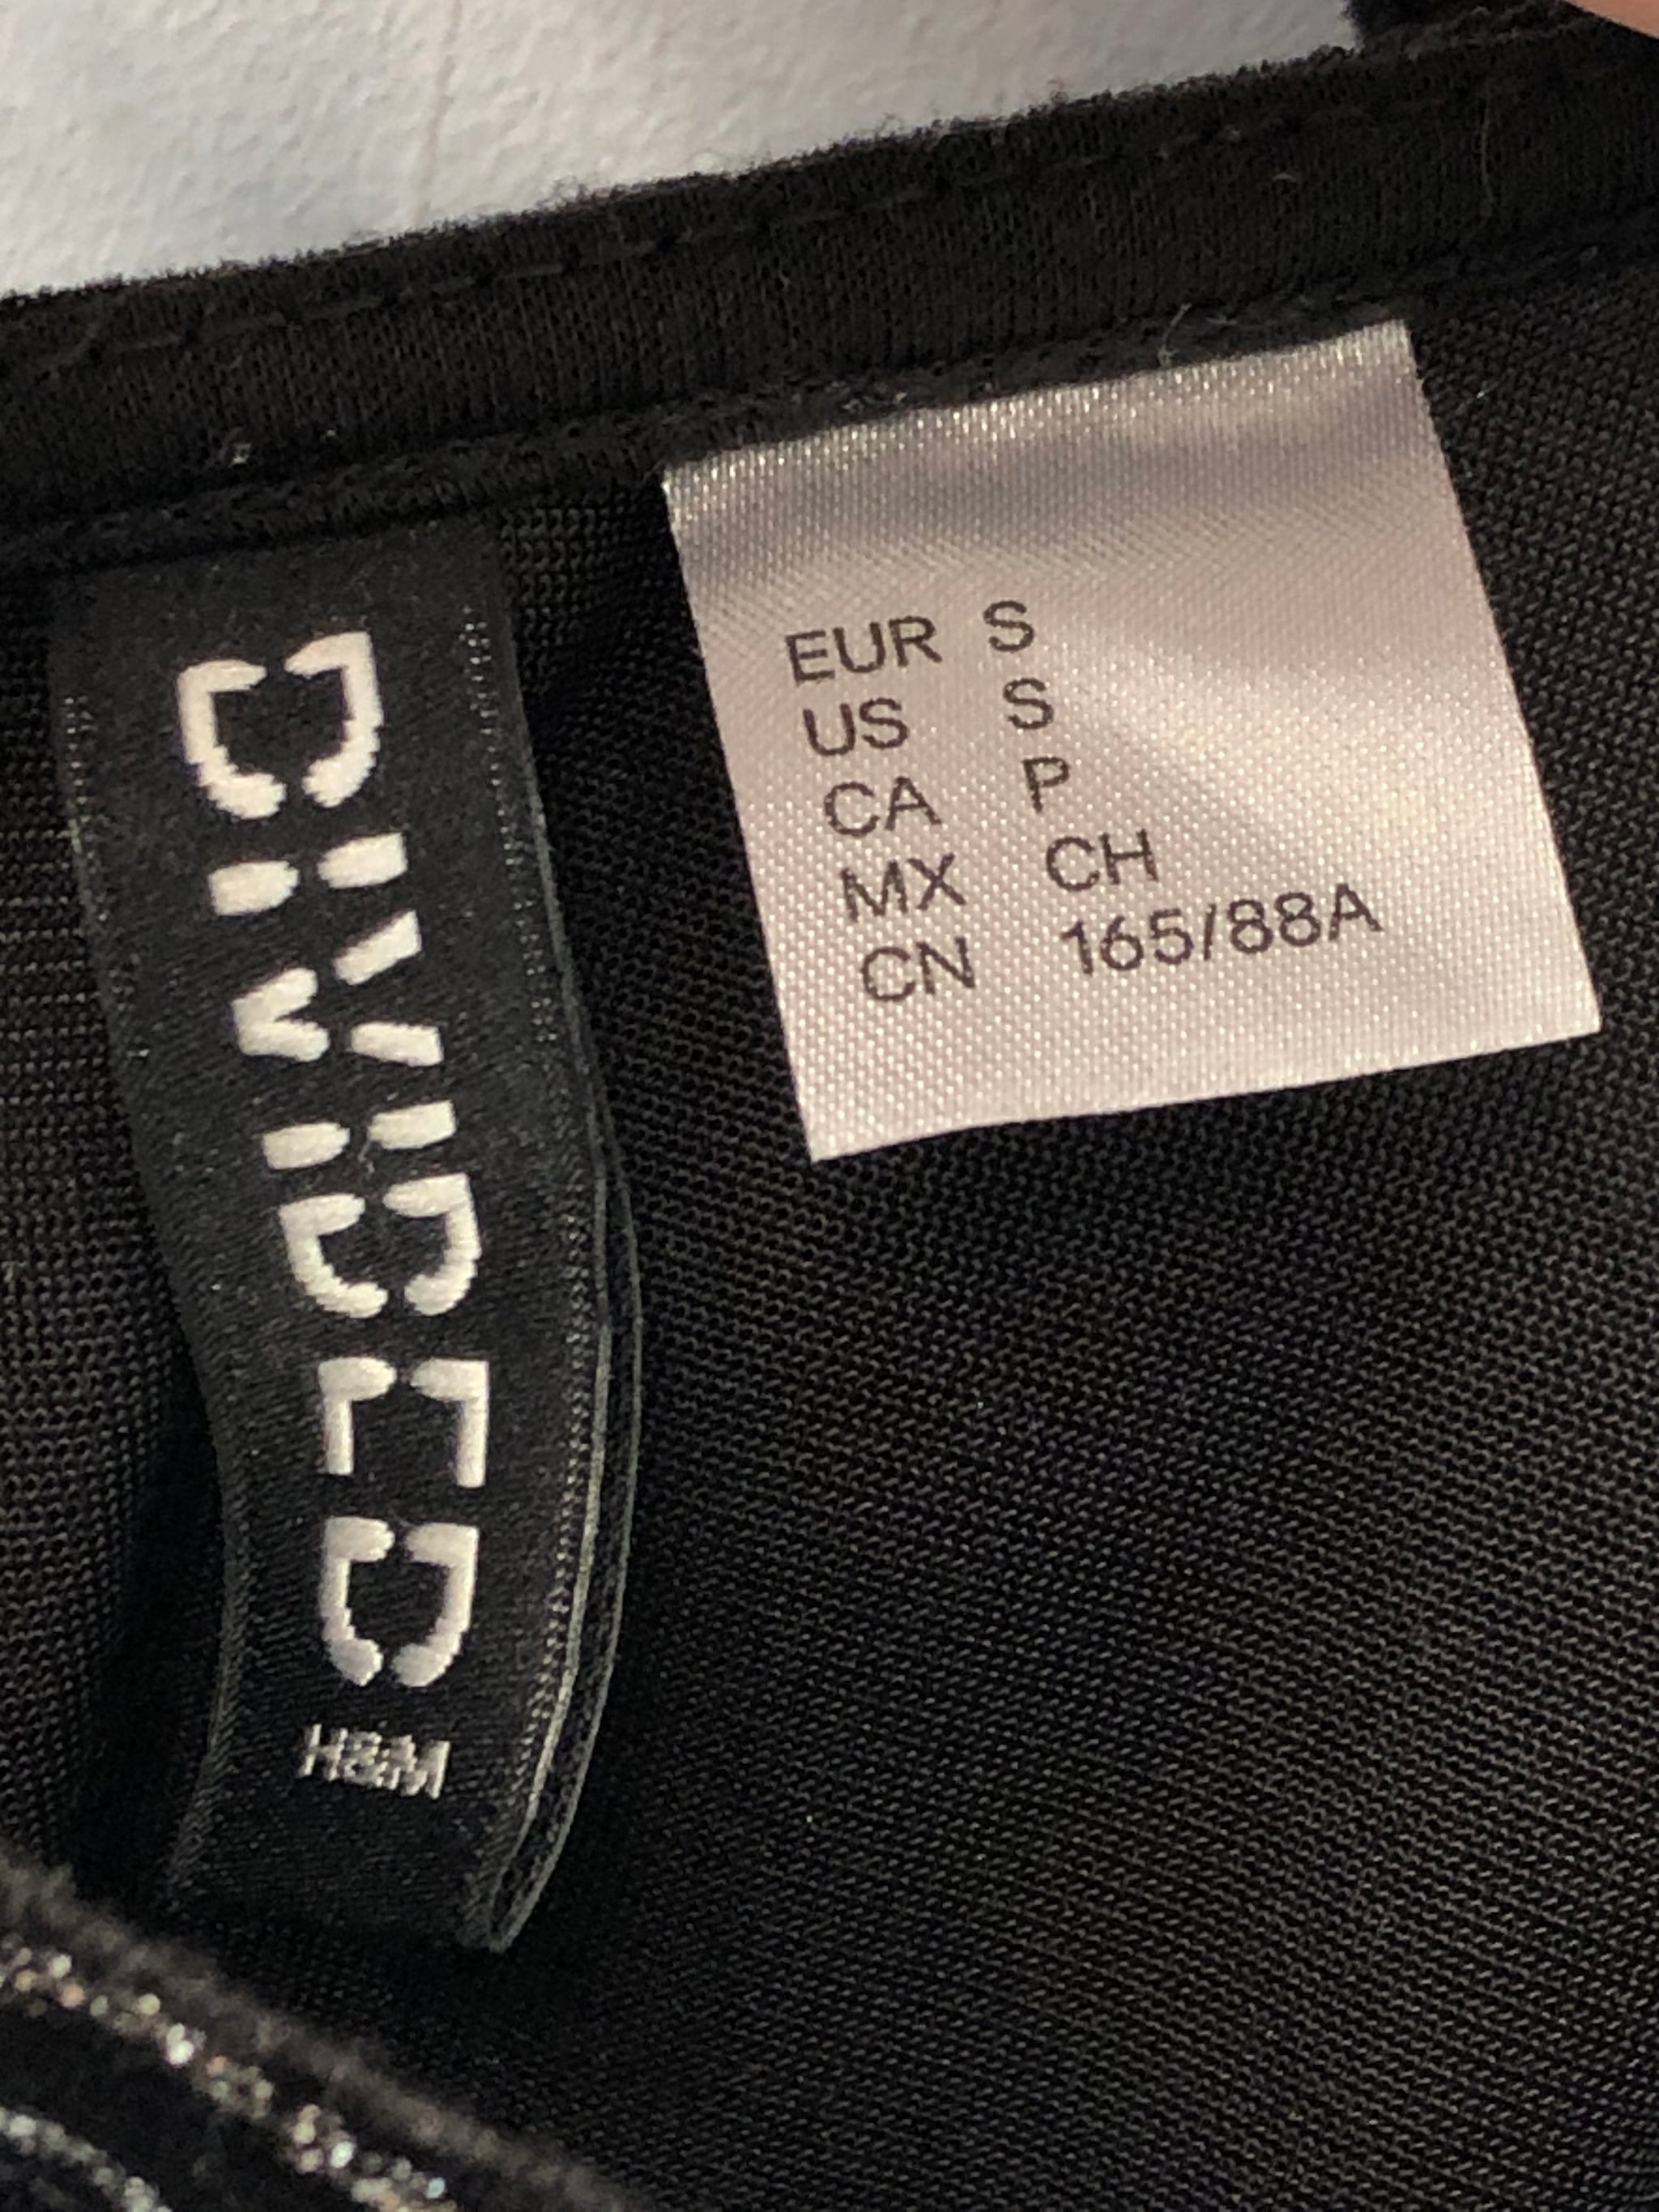 DIVIDED
H&M
EUR S
US S
CA P
MX CH
CN 165/88A